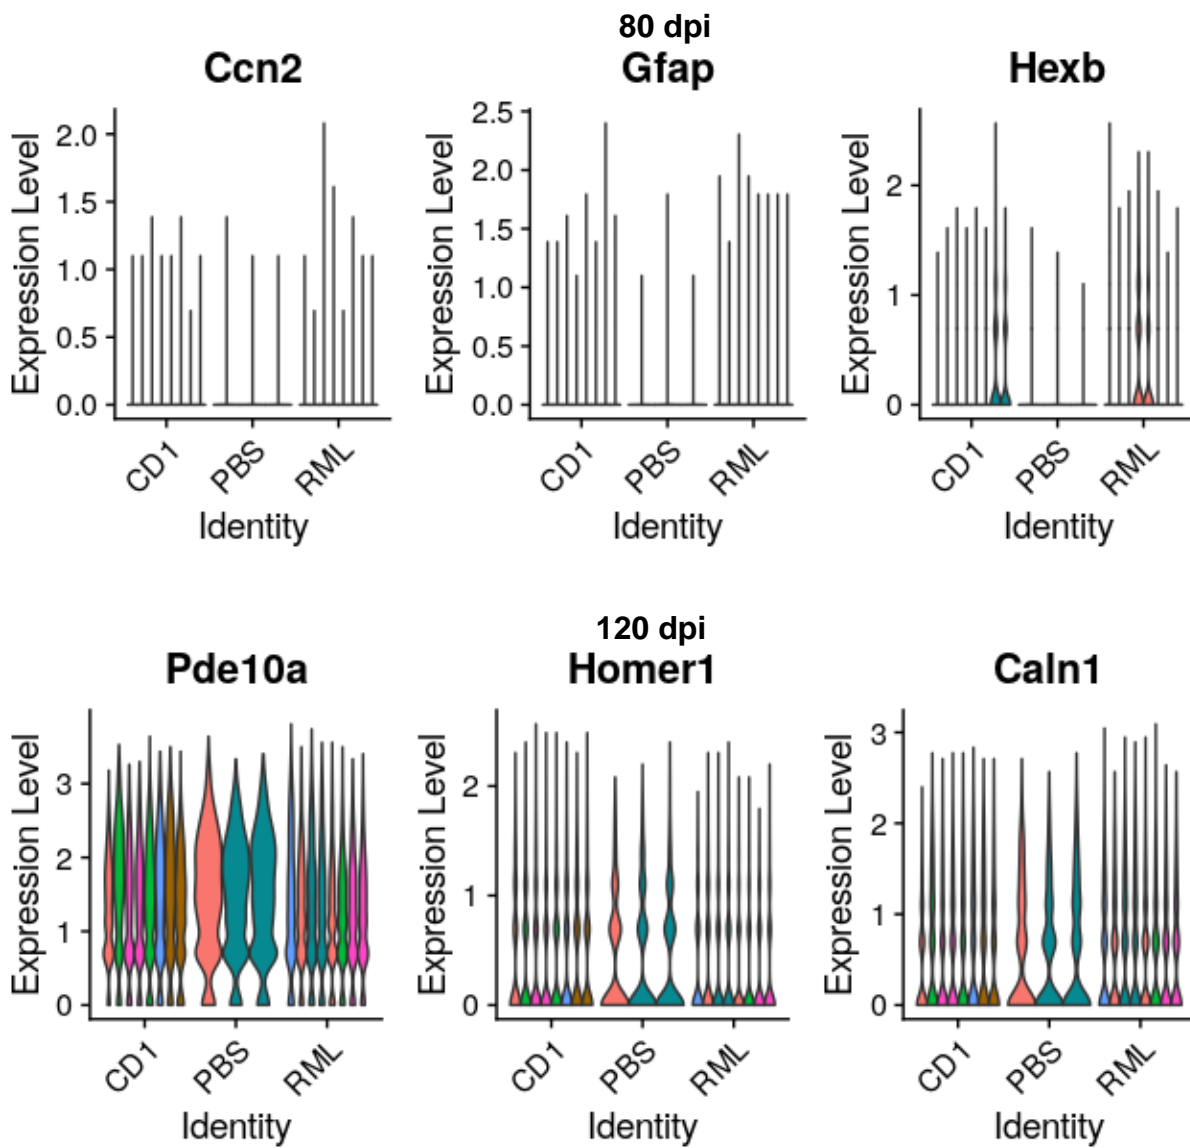 80 dpi
Ccn2 Gfap Hexb
Expression Level
2.0
1.5
1.0
0.5
0.0
CD1 PBS RML
Identity
Expression Level
2.5
2.0
1.5
1.0
0.5
0.0
CD1 PBS RML
Identity
Expression Level
2
1
0
CD1 PBS RML
Identity
120 dpi
Pde10a Homer1 Caln1
Expression Level
3
2
1
0
CD1 PBS RML
Identity
Expression Level
2
1
0
CD1 PBS RML
Identity
Expression Level
3
2
1
0
CD1 PBS RML
Identity